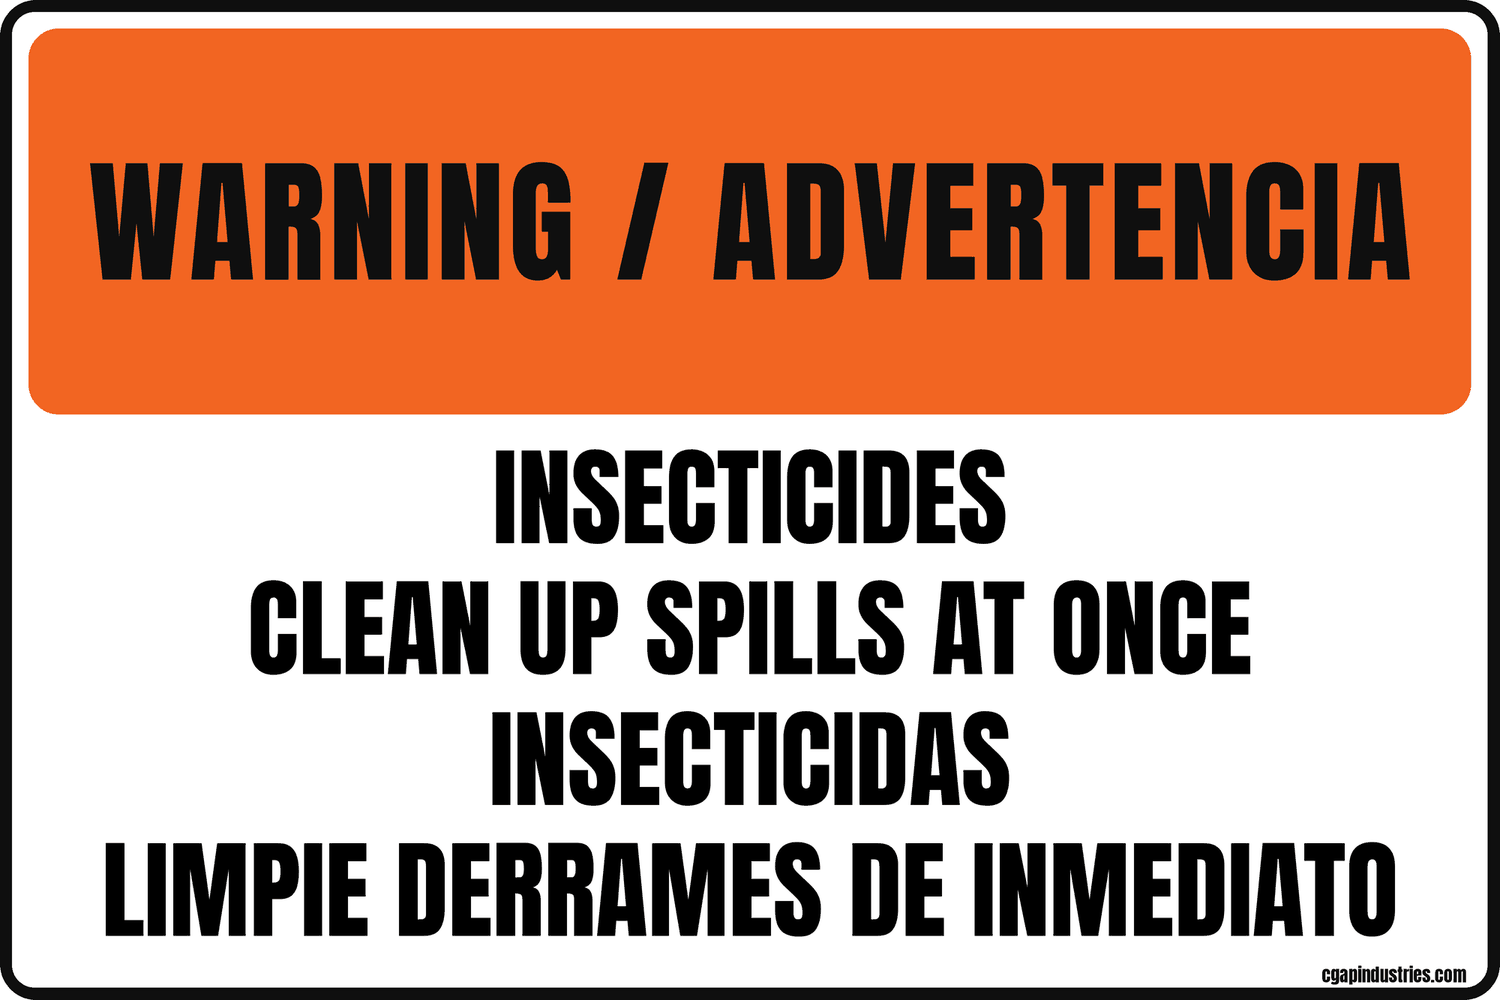 WARNING / ADVERTENCIA
INSECTICIDES
CLEAN UP SPILLS AT ONCE
INSECTICIDAS
LIMPIE DERRAMES DE INMEDIATO
cgapindustries.com